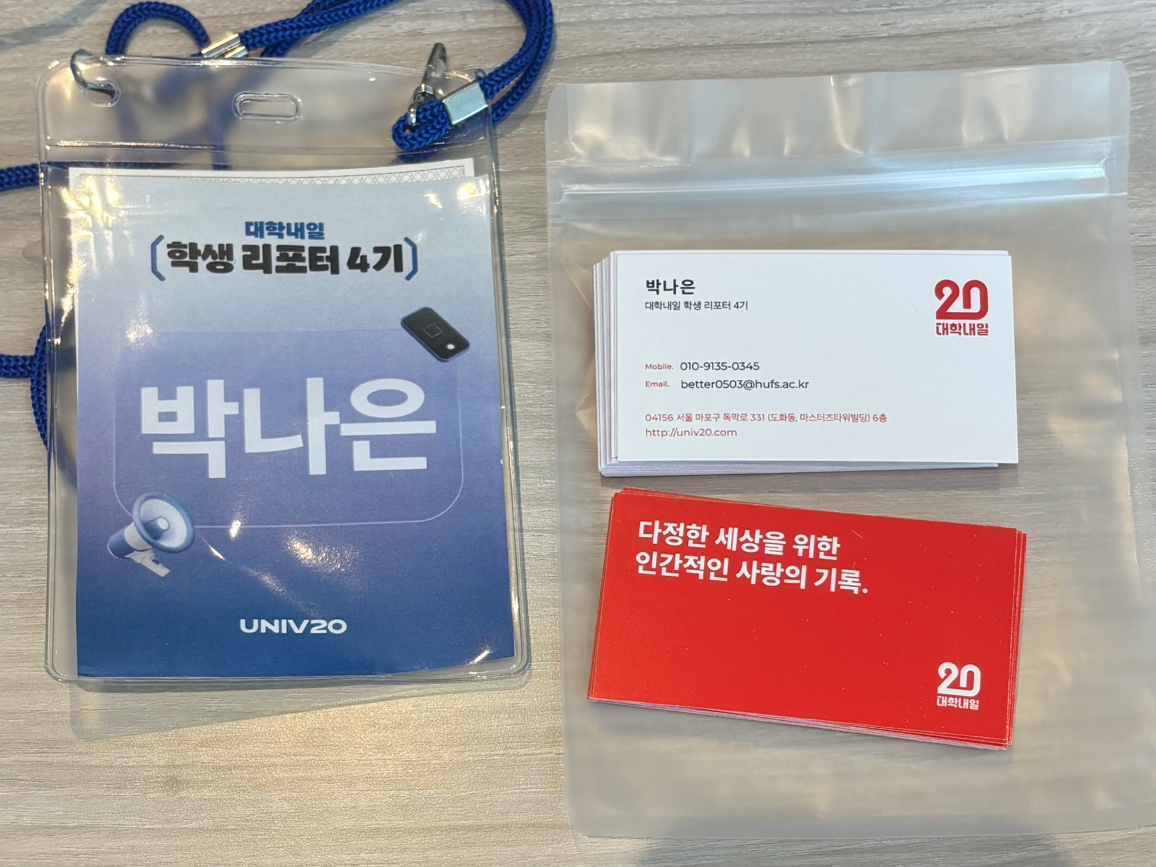 대학내일
학생 리포터 4기
박나은
UNIV20
박나은
대학내일 학생 리포터 4기
20
대학내일
Mobile. 010-9135-0345
Email. better0503@hufs.ac.kr
04156 서울 마포구 독막로 331 (도화동, 마스터즈타워빌딩) 6층
http://univ20.com
다정한 세상을 위한
인간적인 사랑의 기록.
20
대학내일